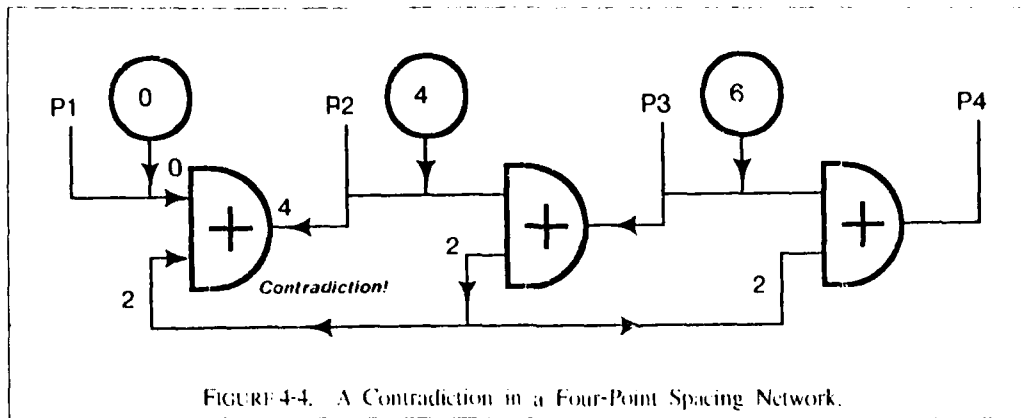 0
4
6
P1
P2
P3
P4
0
4
2
2
2
+
+
+
Contradiction!
FIGURE 4-4. A Contradiction in a Four-Point Spacing Network.